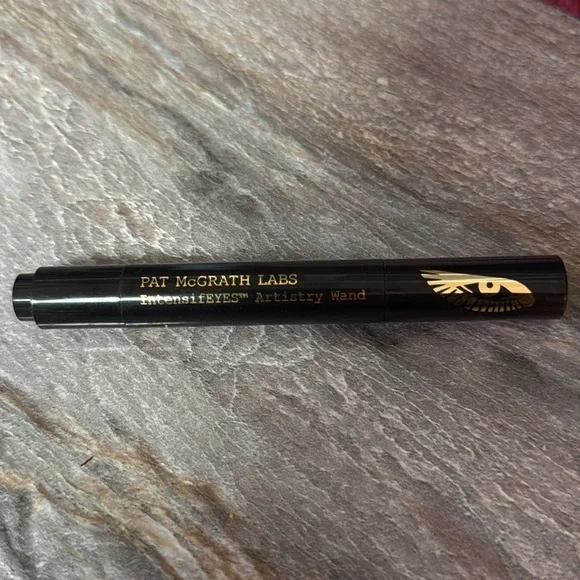 PAT McGRATH LABS
IntensifEYES™ Artistry Wand